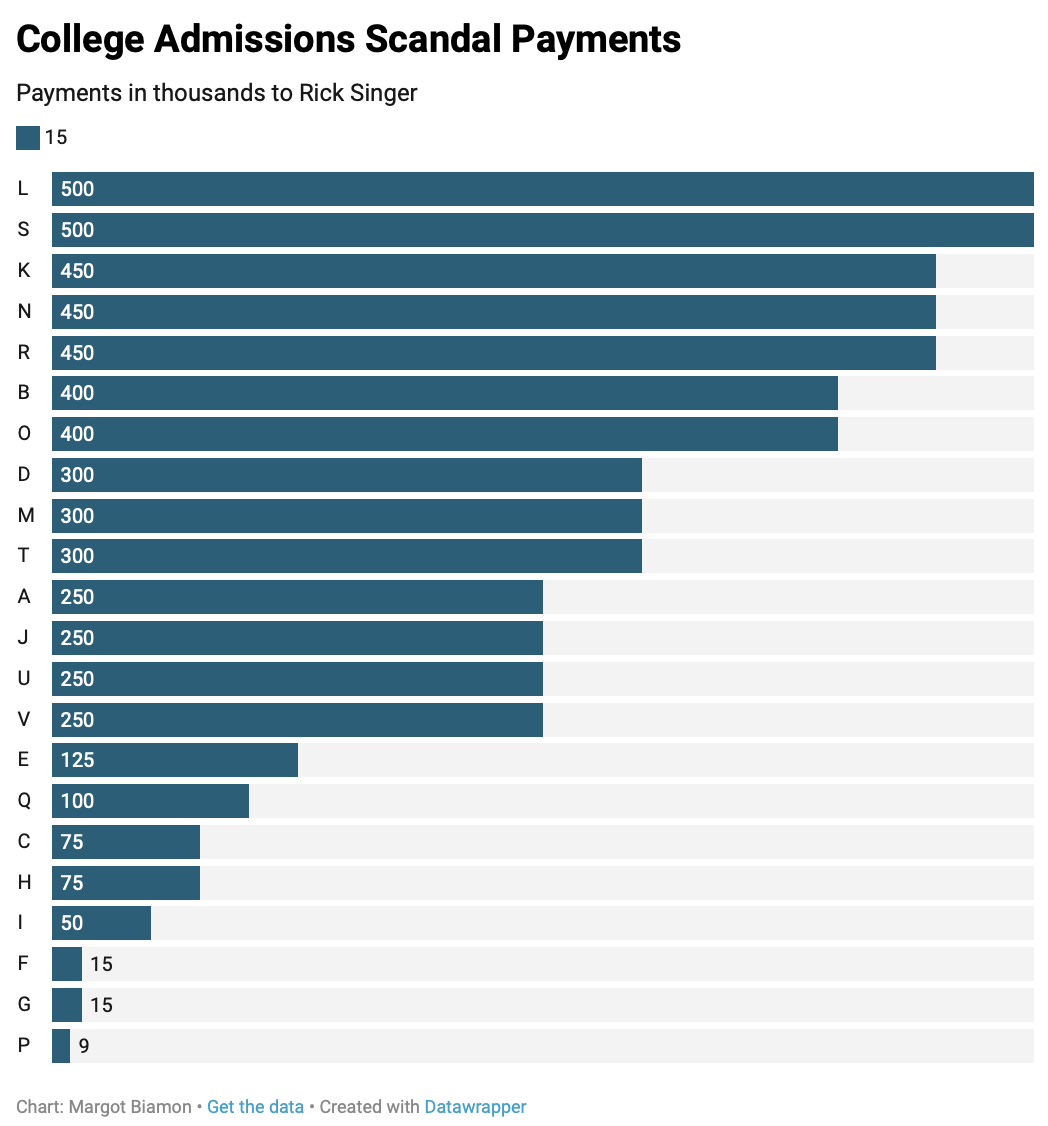 College Admissions Scandal Payments
Payments in thousands to Rick Singer
15
L 500
S 500
K 450
N 450
R 450
B 400
O 400
D 300
M 300
T 300
A 250
J 250
U 250
V 250
E 125
Q 100
C 75
H 75
I 50
F 15
G 15
P 9
Chart: Margot Biamon • Get the data • Created with Datawrapper